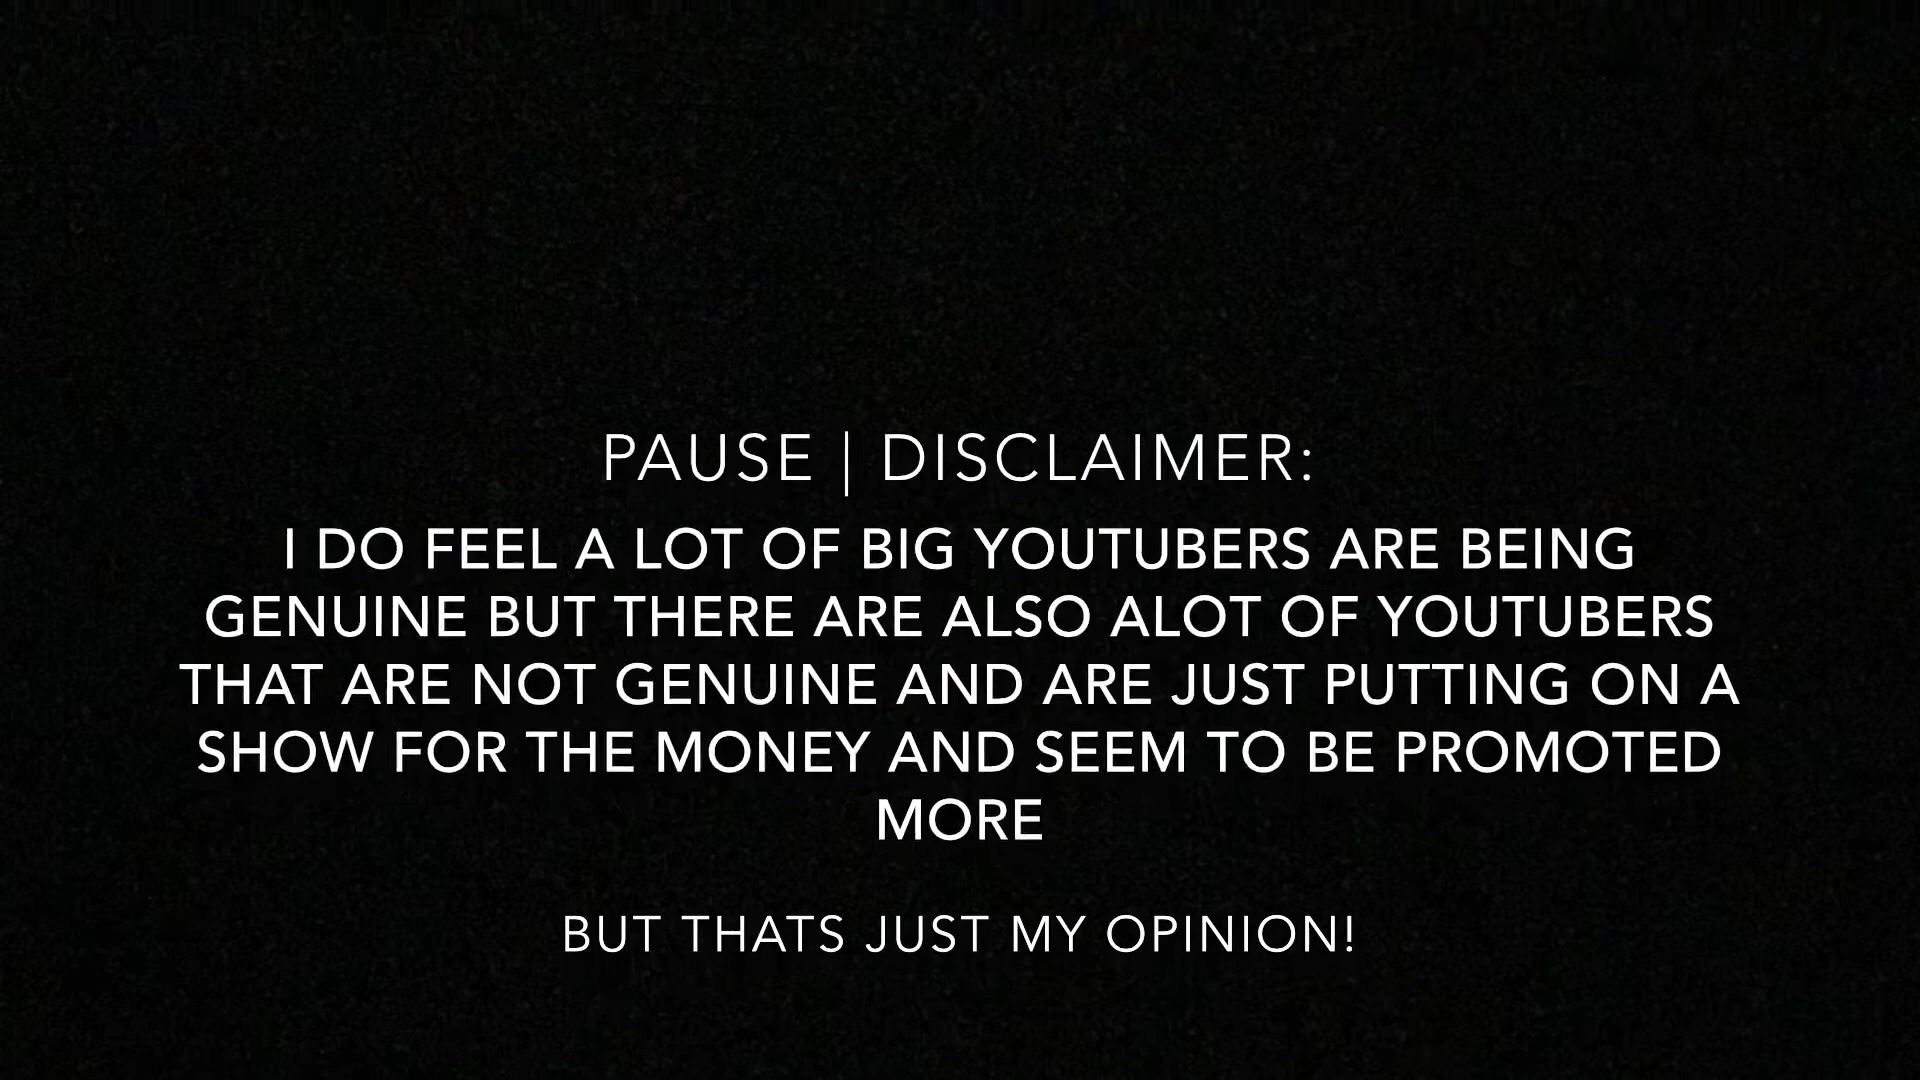 PAUSE | DISCLAIMER:
I DO FEEL A LOT OF BIG YOUTUBERS ARE BEING
GENUINE BUT THERE ARE ALSO ALOT OF YOUTUBERS
THAT ARE NOT GENUINE AND ARE JUST PUTTING ON A
SHOW FOR THE MONEY AND SEEM TO BE PROMOTED
MORE
BUT THATS JUST MY OPINION!